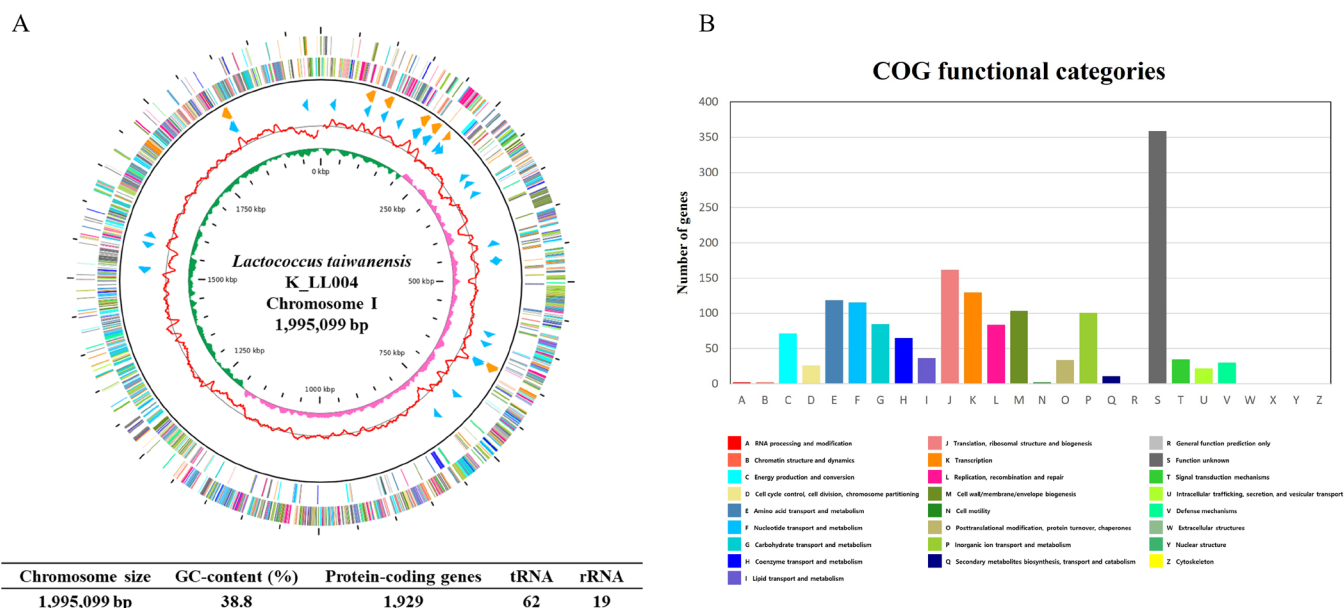 A
0 kbp
250
500
750 kbp
1000 kbp
1250 kbp
1500 kbp
1750 kbp
Lactococcus taiwanensis
K_LL004
Chromosome I
1,995,099 bp
Chromosome size GC-content (%) Protein-coding genes tRNA rRNA
1,995,099 bp 38.8 1,929 62 19
B
COG functional categories
Number of genes
400
350
300
250
200
150
100
50
0
A B C D E F G H I J K L M N O P Q R S T U V W X Y Z
A RNA processing and modification
B Chromatin structure and dynamics
C Energy production and conversion
D Cell cycle control, cell division, chromosome partitioning
E Amino acid transport and metabolism
F Nucleotide transport and metabolism
G Carbohydrate transport and metabolism
H Coenzyme transport and metabolism
I Lipid transport and metabolism
J Translation, ribosomal structure and biogenesis
K Transcription
L Replication, recombination and repair
M Cell wall/membrane/envelope biogenesis
N Cell motility
O Posttranslational modification, protein turnover, chaperones
P Inorganic ion transport and metabolism
Q Secondary metabolites biosynthesis, transport and catabolism
R General function prediction only
S Function unknown
T Signal transduction mechanisms
U Intracellular trafficking, secretion, and vesicular transport
V Defense mechanisms
W Extracellular structures
Y Nuclear structure
Z Cytoskeleton